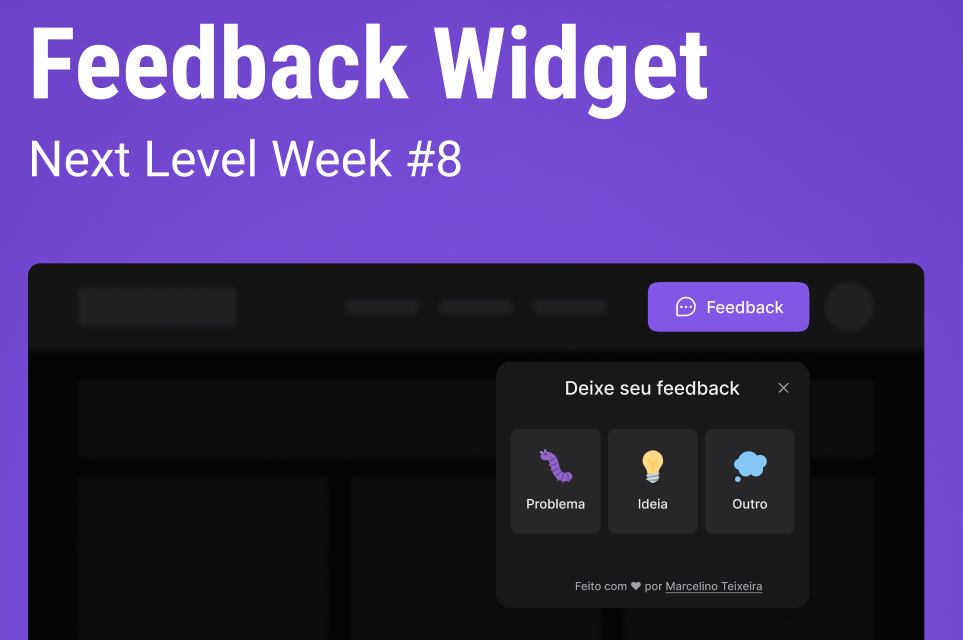 Feedback Widget
Next Level Week #8
Feedback
Deixe seu feedback
Problema
Ideia
Outro
Feito com ♥ por Marcelino Teixeira